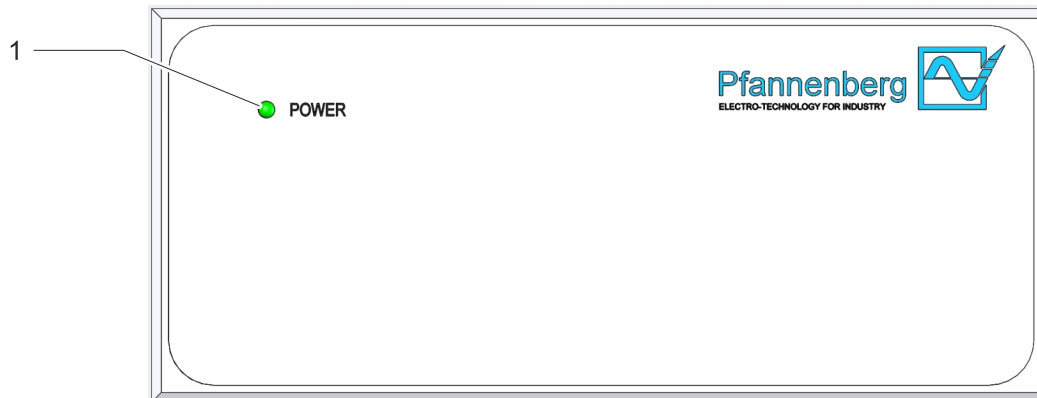 1
POWER
Pfannenberg
ELECTRO-TECHNOLOGY FOR INDUSTRY